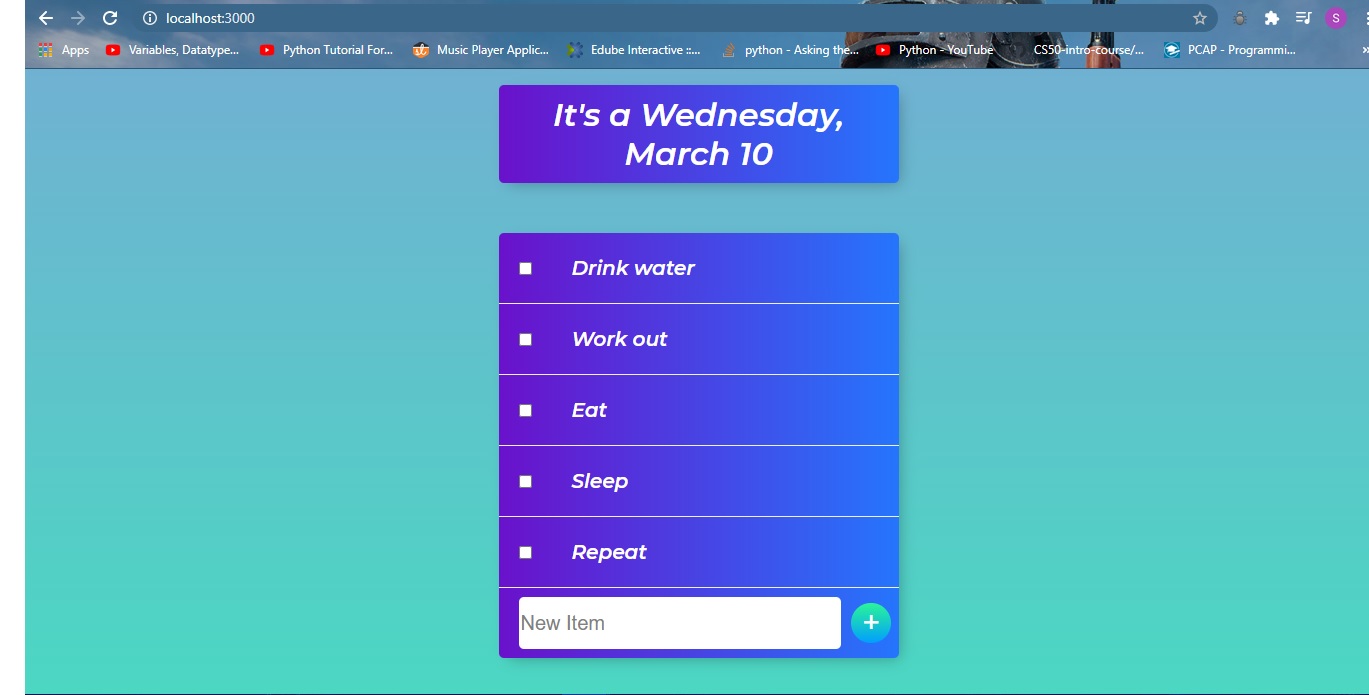 localhost:3000
Apps
Variables, Datatype...
Python Tutorial For...
Music Player Applic...
Edube Interactive ::...
python - Asking the...
Python - YouTube
CS50-intro-course/...
PCAP - Programmi...
»
S
It's a Wednesday,
March 10
Drink water
Work out
Eat
Sleep
Repeat
New Item
+